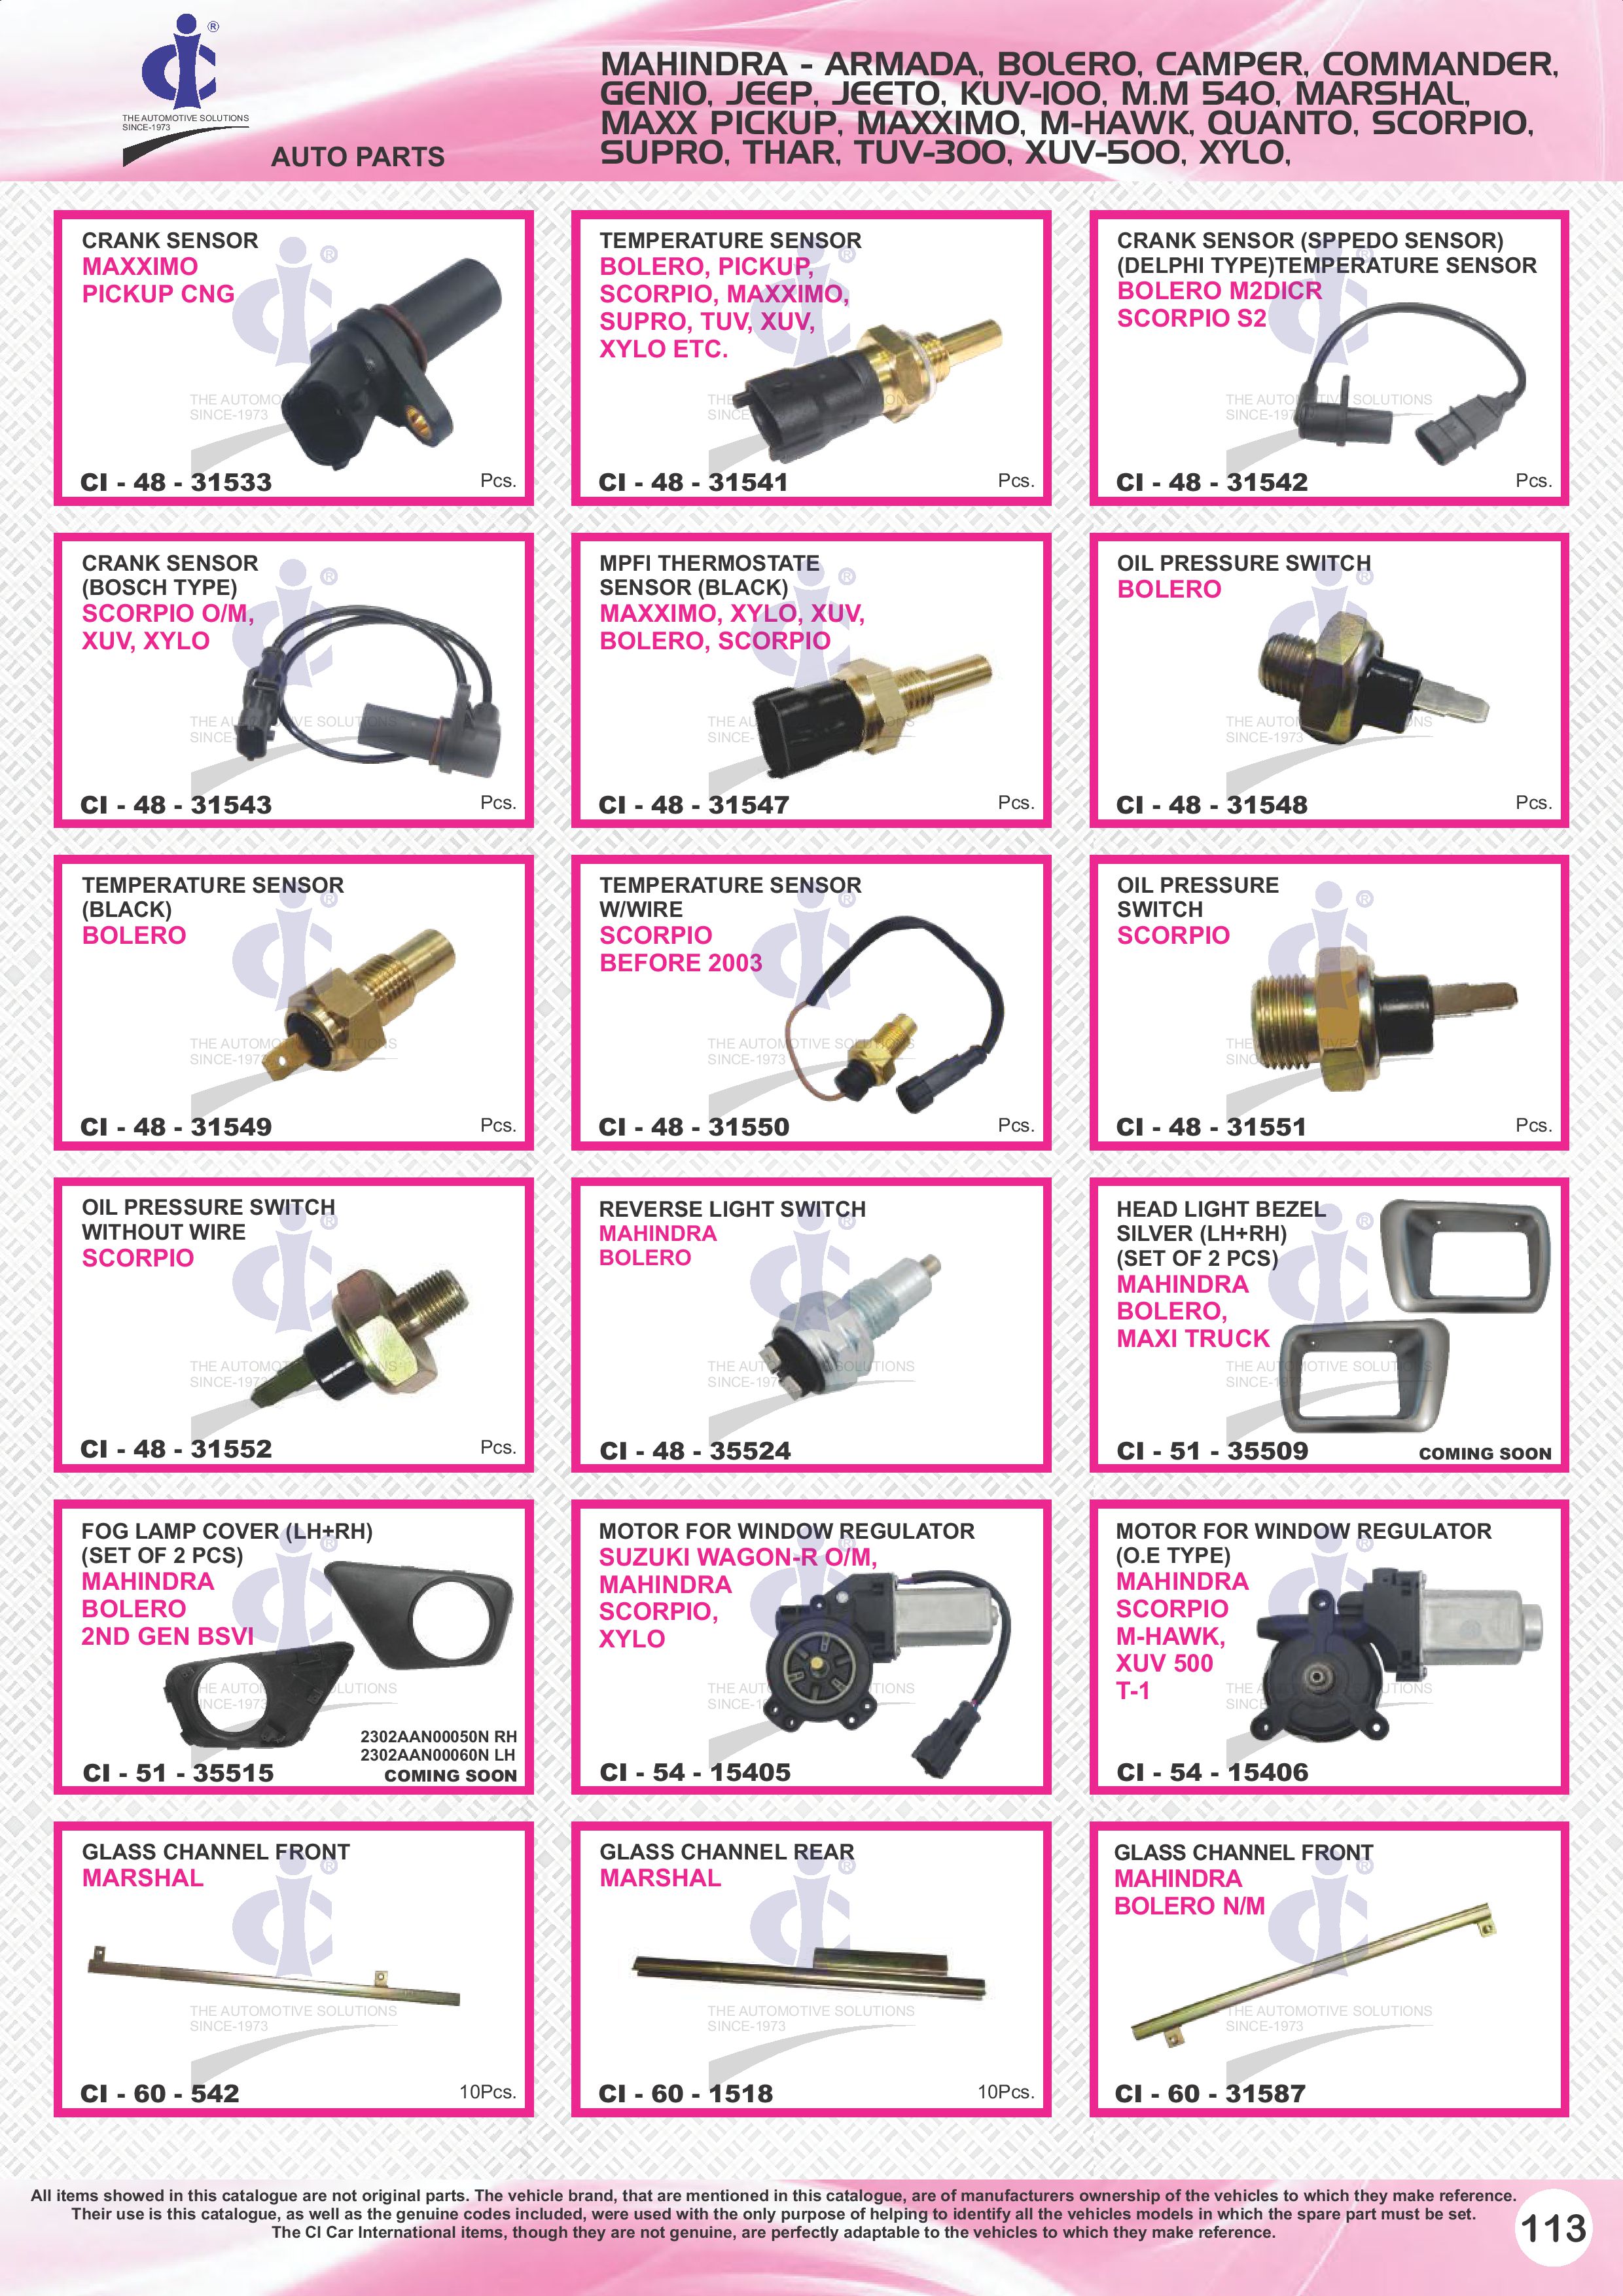 ®
THE AUTOMOTIVE SOLUTIONS
SINCE-1973
AUTO PARTS
MAHINDRA - ARMADA, BOLERO, CAMPER, COMMANDER,
GENIO, JEEP, JEETO, KUV-100, M.M 540, MARSHAL,
MAXX PICKUP, MAXXIMO, M-HAWK, QUANTO, SCORPIO,
SUPRO, THAR, TUV-300, XUV-500, XYLO,
CRANK SENSOR
MAXXIMO
PICKUP CNG
CI - 48 - 31533 Pcs.
TEMPERATURE SENSOR
BOLERO, PICKUP,
SCORPIO, MAXXIMO,
SUPRO, TUV, XUV,
XYLO ETC.
CI - 48 - 31541 Pcs.
CRANK SENSOR (SPPEDO SENSOR)
(DELPHI TYPE)TEMPERATURE SENSOR
BOLERO M2DICR
SCORPIO S2
CI - 48 - 31542 Pcs.
CRANK SENSOR
(BOSCH TYPE)
SCORPIO O/M,
XUV, XYLO
CI - 48 - 31543 Pcs.
MPFI THERMOSTATE
SENSOR (BLACK)
MAXXIMO, XYLO, XUV,
BOLERO, SCORPIO
CI - 48 - 31547 Pcs.
OIL PRESSURE SWITCH
BOLERO
CI - 48 - 31548 Pcs.
TEMPERATURE SENSOR
(BLACK)
BOLERO
CI - 48 - 31549 Pcs.
TEMPERATURE SENSOR
W/WIRE
SCORPIO
BEFORE 2003
CI - 48 - 31550 Pcs.
OIL PRESSURE
SWITCH
SCORPIO
CI - 48 - 31551 Pcs.
OIL PRESSURE SWITCH
WITHOUT WIRE
SCORPIO
CI - 48 - 31552 Pcs.
REVERSE LIGHT SWITCH
MAHINDRA
BOLERO
CI - 48 - 35524
HEAD LIGHT BEZEL
SILVER (LH+RH)
(SET OF 2 PCS)
MAHINDRA
BOLERO,
MAXI TRUCK
CI - 51 - 35509 COMING SOON
FOG LAMP COVER (LH+RH)
(SET OF 2 PCS)
MAHINDRA
BOLERO
2ND GEN BSVI
2302AAN00050N RH
2302AAN00060N LH
CI - 51 - 35515 COMING SOON
MOTOR FOR WINDOW REGULATOR
SUZUKI WAGON-R O/M,
MAHINDRA
SCORPIO,
XYLO
CI - 54 - 15405
MOTOR FOR WINDOW REGULATOR
(O.E TYPE)
MAHINDRA
SCORPIO
M-HAWK,
XUV 500
T-1
CI - 54 - 15406
GLASS CHANNEL FRONT
MARSHAL
CI - 60 - 542 10Pcs.
GLASS CHANNEL REAR
MARSHAL
CI - 60 - 1518 10Pcs.
GLASS CHANNEL FRONT
MAHINDRA
BOLERO N/M
CI - 60 - 31587
All items showed in this catalogue are not original parts. The vehicle brand, that are mentioned in this catalogue, are of manufacturers ownership of the vehicles to which they make reference.
Their use is this catalogue, as well as the genuine codes included, were used with the only purpose of helping to identify all the vehicles models in which the spare part must be set.
The CI Car International items, though they are not genuine, are perfectly adaptable to the vehicles to which they make reference.
113